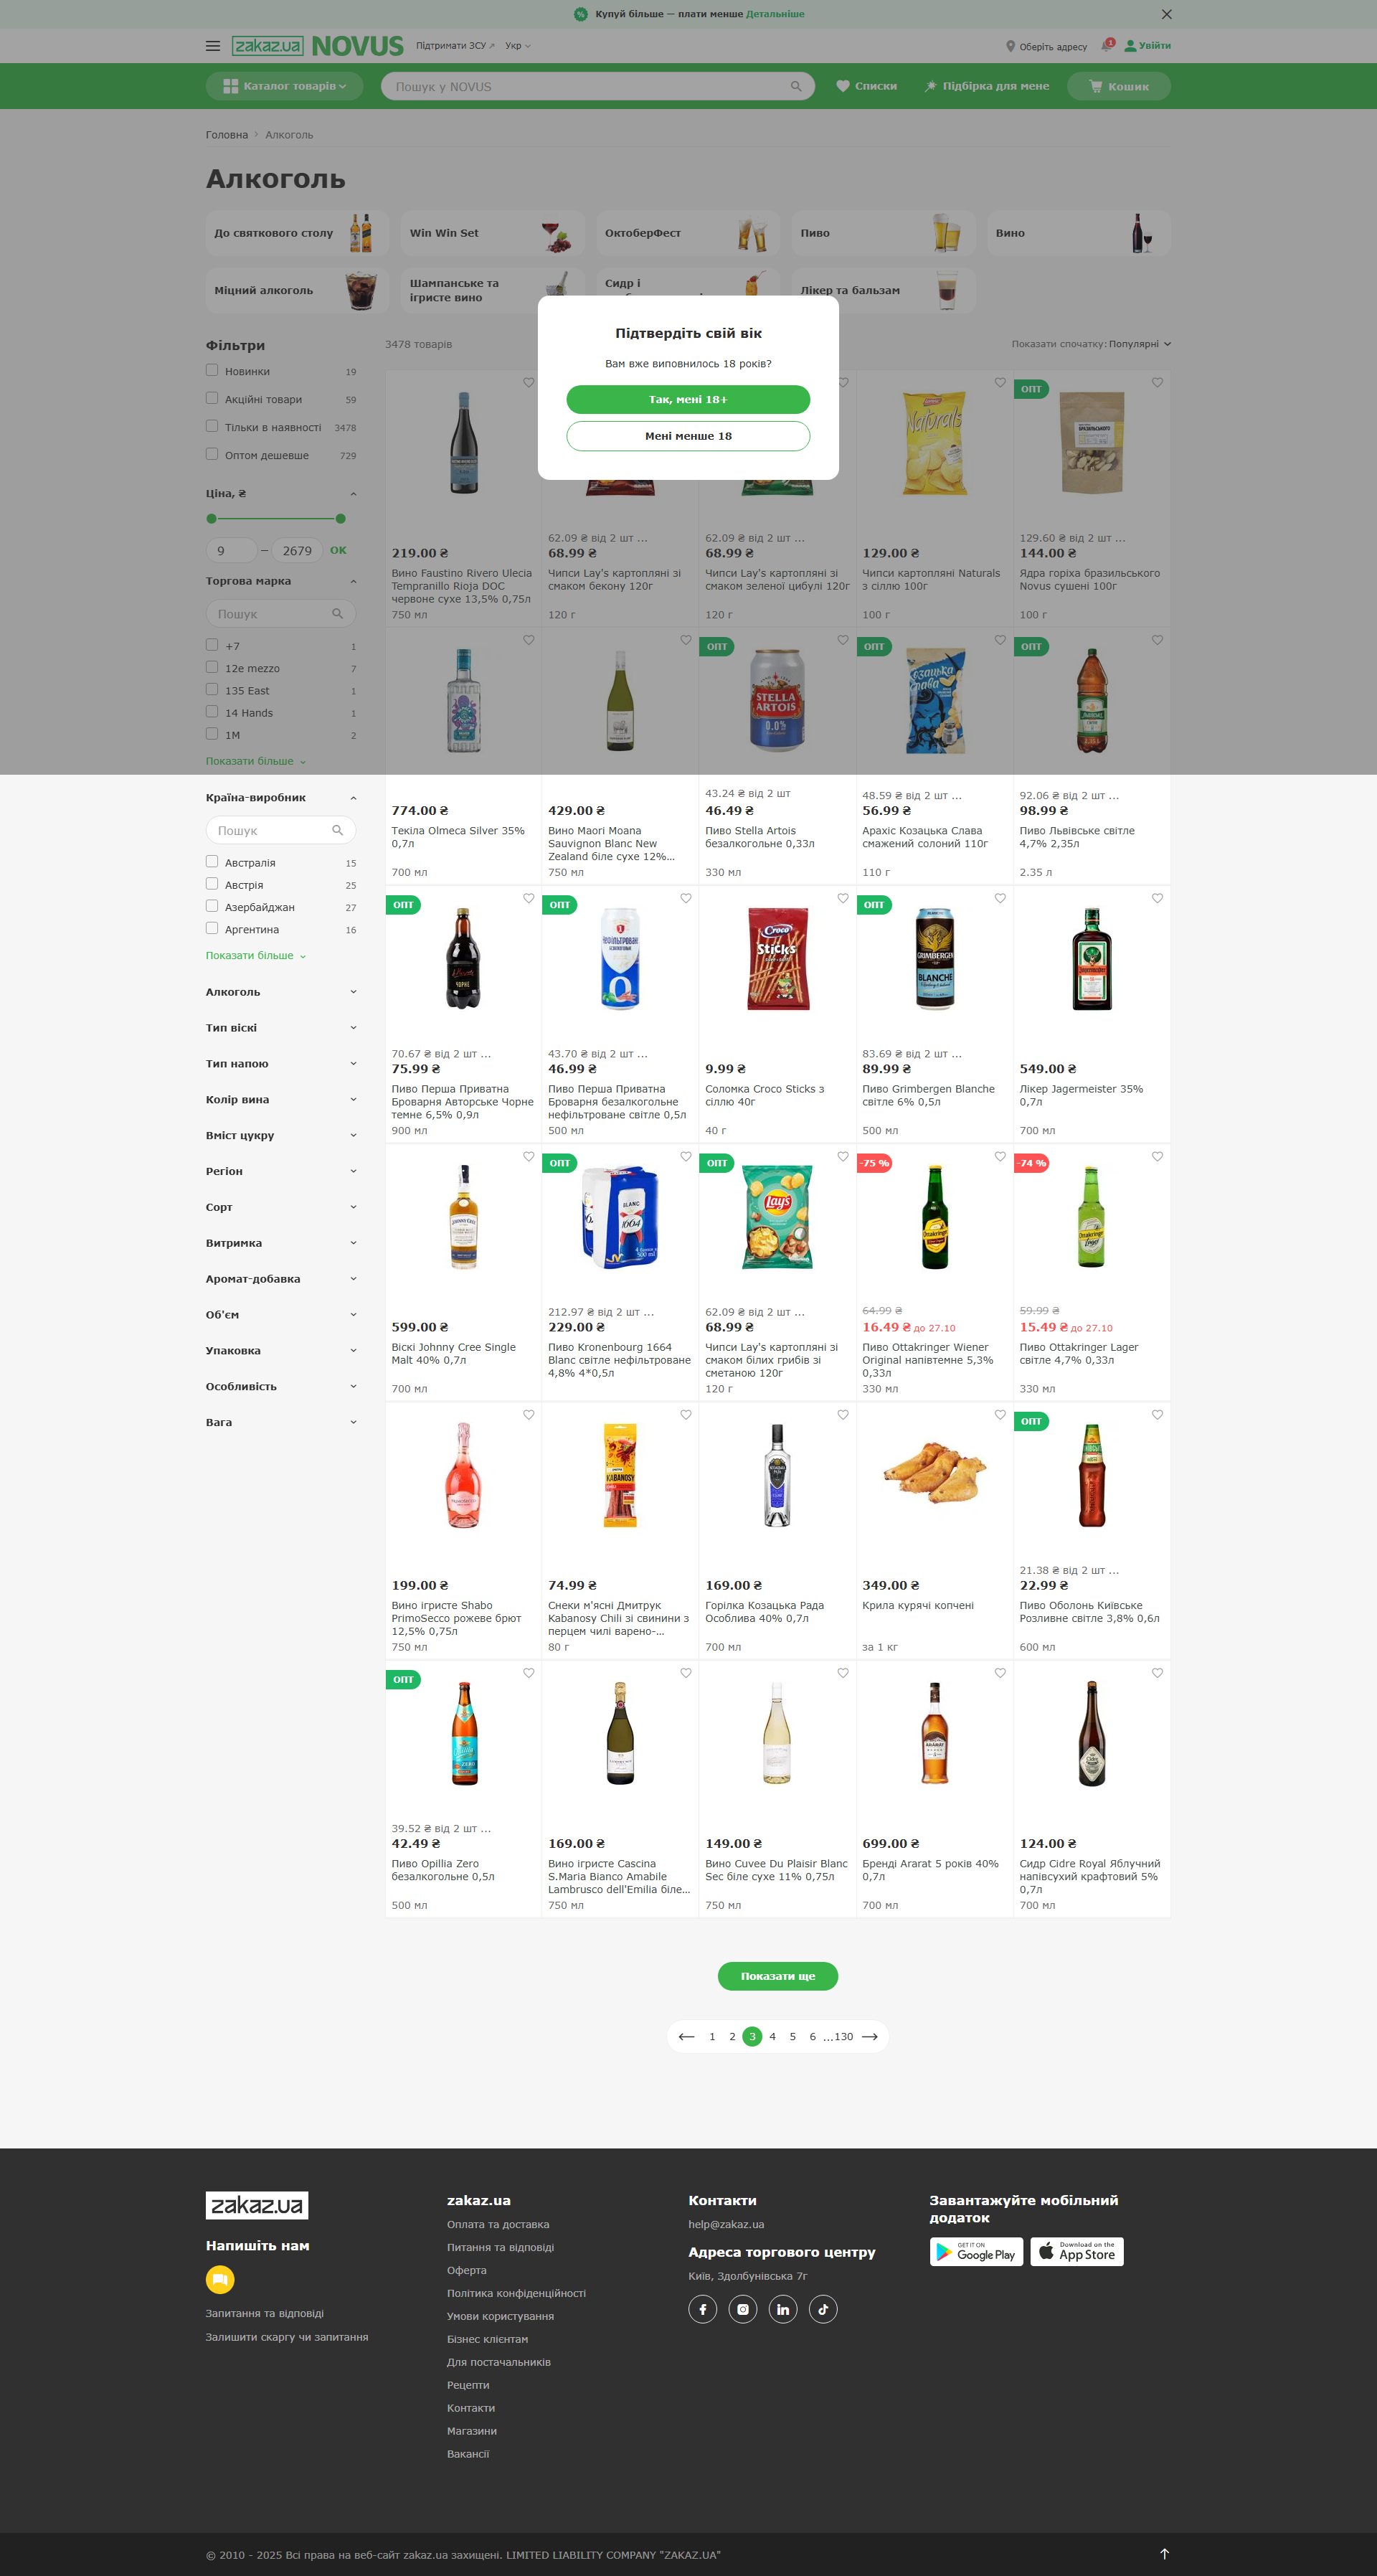 Купуй більше — плати менше Детальніше
zakaz.ua NOVUS Підтримати ЗСУ Укр Оберіть адресу 1 Увійти
Каталог товарів Пошук у NOVUS Списки Підбірка для мене Кошик
Головна Алкоголь
Алкоголь
До святкового столу Win Win Set ОктоберФест Пиво Вино
Міцний алкоголь Шампанське та ігристе вино Сидр і Лікер та бальзам
Підтвердіть свій вік
Вам вже виповнилось 18 років?
Так, мені 18+
Мені менше 18
Фільтри
Новинки 19
Акційні товари 59
Тільки в наявності 3478
Оптом дешевше 729
Ціна, ₴
9 – 2679 OK
Торгова марка
Пошук
+7 1
12e mezzo 7
135 East 1
14 Hands 1
1М 2
Показати більше
Країна-виробник
Пошук
Австралія 15
Австрія 25
Азербайджан 27
Аргентина 16
Показати більше
Алкоголь
Тип віскі
Тип напою
Колір вина
Вміст цукру
Регіон
Сорт
Витримка
Аромат-добавка
Об'єм
Упаковка
Особливість
Вага
3478 товарів
Показати спочатку: Популярні
219.00 ₴
Вино Faustino Rivero Ulecia
Tempranillo Rioja DOC
червоне сухе 13,5% 0,75л
750 мл
62.09 ₴ від 2 шт ...
68.99 ₴
Чипси Lay's картопляні зі
смаком бекону 120г
120 г
62.09 ₴ від 2 шт ...
68.99 ₴
Чипси Lay's картопляні зі
смаком зеленої цибулі 120г
120 г
Naturals
129.00 ₴
Чипси картопляні Naturals
з сіллю 100г
100 г
ОПТ
БРАЗИЛЬСЬКОГО
129.60 ₴ від 2 шт ...
144.00 ₴
Ядра горіха бразильського
Novus сушені 100г
100 г
774.00 ₴
Текіла Olmeca Silver 35%
0,7л
700 мл
429.00 ₴
Вино Maori Moana
Sauvignon Blanc New
Zealand біле сухе 12%...
750 мл
ОПТ
STELLA
ARTOIS
0.0%
43.24 ₴ від 2 шт
46.49 ₴
Пиво Stella Artois
безалкогольне 0,33л
330 мл
ОПТ
Козацька
Слава
48.59 ₴ від 2 шт ...
56.99 ₴
Арахіс Козацька Слава
смажений солоний 110г
110 г
ОПТ
92.06 ₴ від 2 шт ...
98.99 ₴
Пиво Львівське світле
4,7% 2,35л
2.35 л
ОПТ
ЧОРНЕ
70.67 ₴ від 2 шт ...
75.99 ₴
Пиво Перша Приватна
Броварня Авторське Чорне
темне 6,5% 0,9л
900 мл
ОПТ
43.70 ₴ від 2 шт ...
46.99 ₴
Пиво Перша Приватна
Броварня безалкогольне
нефільтроване світле 0,5л
500 мл
Croco
Sticks
9.99 ₴
Соломка Croco Sticks з
сіллю 40г
40 г
ОПТ
GRIMBERGEN
BLANCHE
83.69 ₴ від 2 шт ...
89.99 ₴
Пиво Grimbergen Blanche
світле 6% 0,5л
500 мл
Jägermeister
549.00 ₴
Лікер Jagermeister 35%
0,7л
700 мл
JOHNNY CREE
599.00 ₴
Віскі Johnny Cree Single
Malt 40% 0,7л
700 мл
ОПТ
BLANC
1664
212.97 ₴ від 2 шт ...
229.00 ₴
Пиво Kronenbourg 1664
Blanc світле нефільтроване
4,8% 4*0,5л
ОПТ
Lay's
62.09 ₴ від 2 шт ...
68.99 ₴
Чипси Lay's картопляні зі
смаком білих грибів зі
сметаною 120г
120 г
-75 %
Ottakringer
64.99 ₴
16.49 ₴ до 27.10
Пиво Ottakringer Wiener
Original напівтемне 5,3%
0,33л
330 мл
-74 %
Ottakringer
Lager
59.99 ₴
15.49 ₴ до 27.10
Пиво Ottakringer Lager
світле 4,7% 0,33л
330 мл
199.00 ₴
Вино ігристе Shabo
PrimoSecco рожеве брют
12,5% 0,75л
750 мл
KABANOSY
74.99 ₴
Снеки м'ясні Дмитрук
Kabanosy Chili зі свинини з
перцем чилі варено-...
80 г
169.00 ₴
Горілка Козацька Рада
Особлива 40% 0,7л
700 мл
349.00 ₴
Крила курячі копчені
за 1 кг
ОПТ
21.38 ₴ від 2 шт ...
22.99 ₴
Пиво Оболонь Київське
Розливне світле 3,8% 0,6л
600 мл
ОПТ
39.52 ₴ від 2 шт ...
42.49 ₴
Пиво Opillia Zero
безалкогольне 0,5л
500 мл
169.00 ₴
Вино ігристе Cascina
S.Maria Bianco Amabile
Lambrusco dell'Emilia біле...
750 мл
149.00 ₴
Вино Cuvee Du Plaisir Blanc
Sec біле сухе 11% 0,75л
750 мл
ARARAT
699.00 ₴
Бренді Ararat 5 років 40%
0,7л
700 мл
Cidre
124.00 ₴
Сидр Cidre Royal Яблучний
напівсухий крафтовий 5%
0,7л
700 мл
Показати ще
1 2 3 4 5 6 ...130
zakaz.ua
Напишіть нам
Запитання та відповіді
Залишити скаргу чи запитання
zakaz.ua
Оплата та доставка
Питання та відповіді
Оферта
Політика конфіденційності
Умови користування
Бізнес клієнтам
Для постачальників
Рецепти
Контакти
Магазини
Вакансії
Контакти
help@zakaz.ua
Адреса торгового центру
Київ, Здолбунівська 7г
Завантажуйте мобільний
додаток
GET IT ON
Google Play
Download on the
App Store
© 2010 - 2025 Всі права на веб-сайт zakaz.ua захищені. LIMITED LIABILITY COMPANY "ZAKAZ.UA"